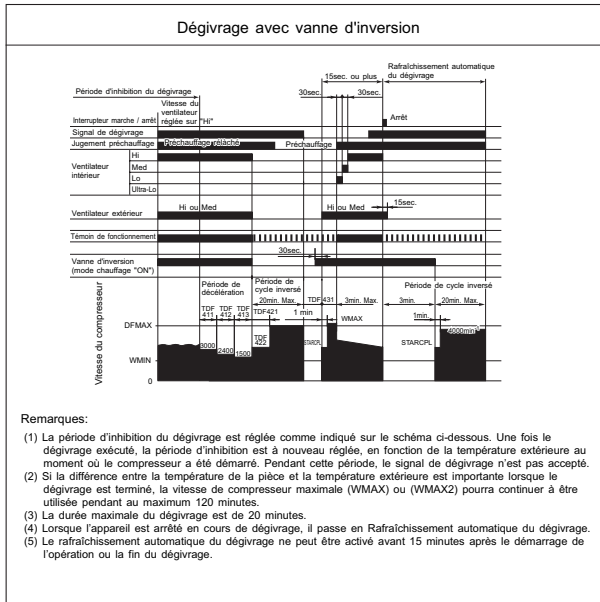 Dégivrage avec vanne d'inversion
Rafraîchissement automatique
du dégivrage
15sec. ou plus
Période d'inhibition du dégivrage
30sec.
30sec.
Vitesse du
ventilateur
réglée sur "Hi"
Interrupteur marche / arrêt
Arrêt
Signal de dégivrage
Jugement préchauffage
Préchauffage relâché
Préchauffage
Ventilateur
intérieur
Hi
Med
Lo
Ultra-Lo
15sec.
Ventilateur extérieur
Hi ou Med
Hi ou Med
Témoin de fonctionnement
30sec.
Vanne d'inversion
(mode chauffage "ON")
Période de
décélération
Période de
cycle inversé
Période de cycle inversé
20min. Max.
TDF 431
3min. Max.
3min.
20min. Max.
TDF
411
TDF
412
TDF
413
TDF421
TDF
422
1 min
WMAX
1min.
Vitesse du compresseur
DFMAX
WMIN
0
3000
2400
1500
STARCPL
STARCPL
4000min
Remarques:
(1) La période d'inhibition du dégivrage est réglée comme indiqué sur le schéma ci-dessous. Une fois le
dégivrage exécuté, la période d'inhibition est à nouveau réglée, en fonction de la température extérieure au
moment où le compresseur a été démarré. Pendant cette période, le signal de dégivrage n'est pas accepté.
(2) Si la différence entre la température de la pièce et la température extérieure est importante lorsque le
dégivrage est terminé, la vitesse de compresseur maximale (WMAX) ou (WMAX2) pourra continuer à être
utilisée pendant au maximum 120 minutes.
(3) La durée maximale du dégivrage est de 20 minutes.
(4) Lorsque l'appareil est arrêté en cours de dégivrage, il passe en Rafraîchissement automatique du dégivrage.
(5) Le rafraîchissement automatique du dégivrage ne peut être activé avant 15 minutes après le démarrage de
l'opération ou la fin du dégivrage.